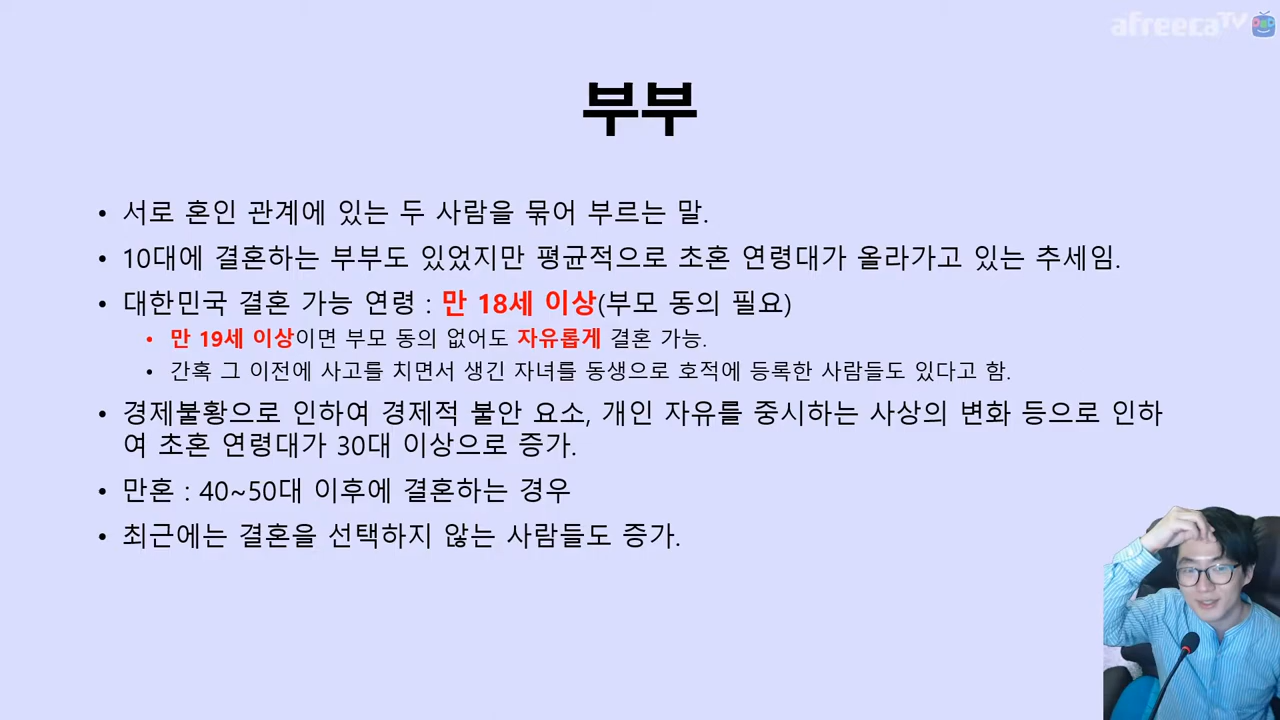 afreecaTV
부부
• 서로 혼인 관계에 있는 두 사람을 묶어 부르는 말.
• 10대에 결혼하는 부부도 있었지만 평균적으로 초혼 연령대가 올라가고 있는 추세임.
• 대한민국 결혼 가능 연령 : 만 18세 이상(부모 동의 필요)
• 만 19세 이상이면 부모 동의 없어도 자유롭게 결혼 가능.
• 간혹 그 이전에 사고를 치면서 생긴 자녀를 동생으로 호적에 등록한 사람들도 있다고 함.
• 경제불황으로 인하여 경제적 불안 요소, 개인 자유를 중시하는 사상의 변화 등으로 인하
여 초혼 연령대가 30대 이상으로 증가.
• 만혼 : 40~50대 이후에 결혼하는 경우
• 최근에는 결혼을 선택하지 않는 사람들도 증가.